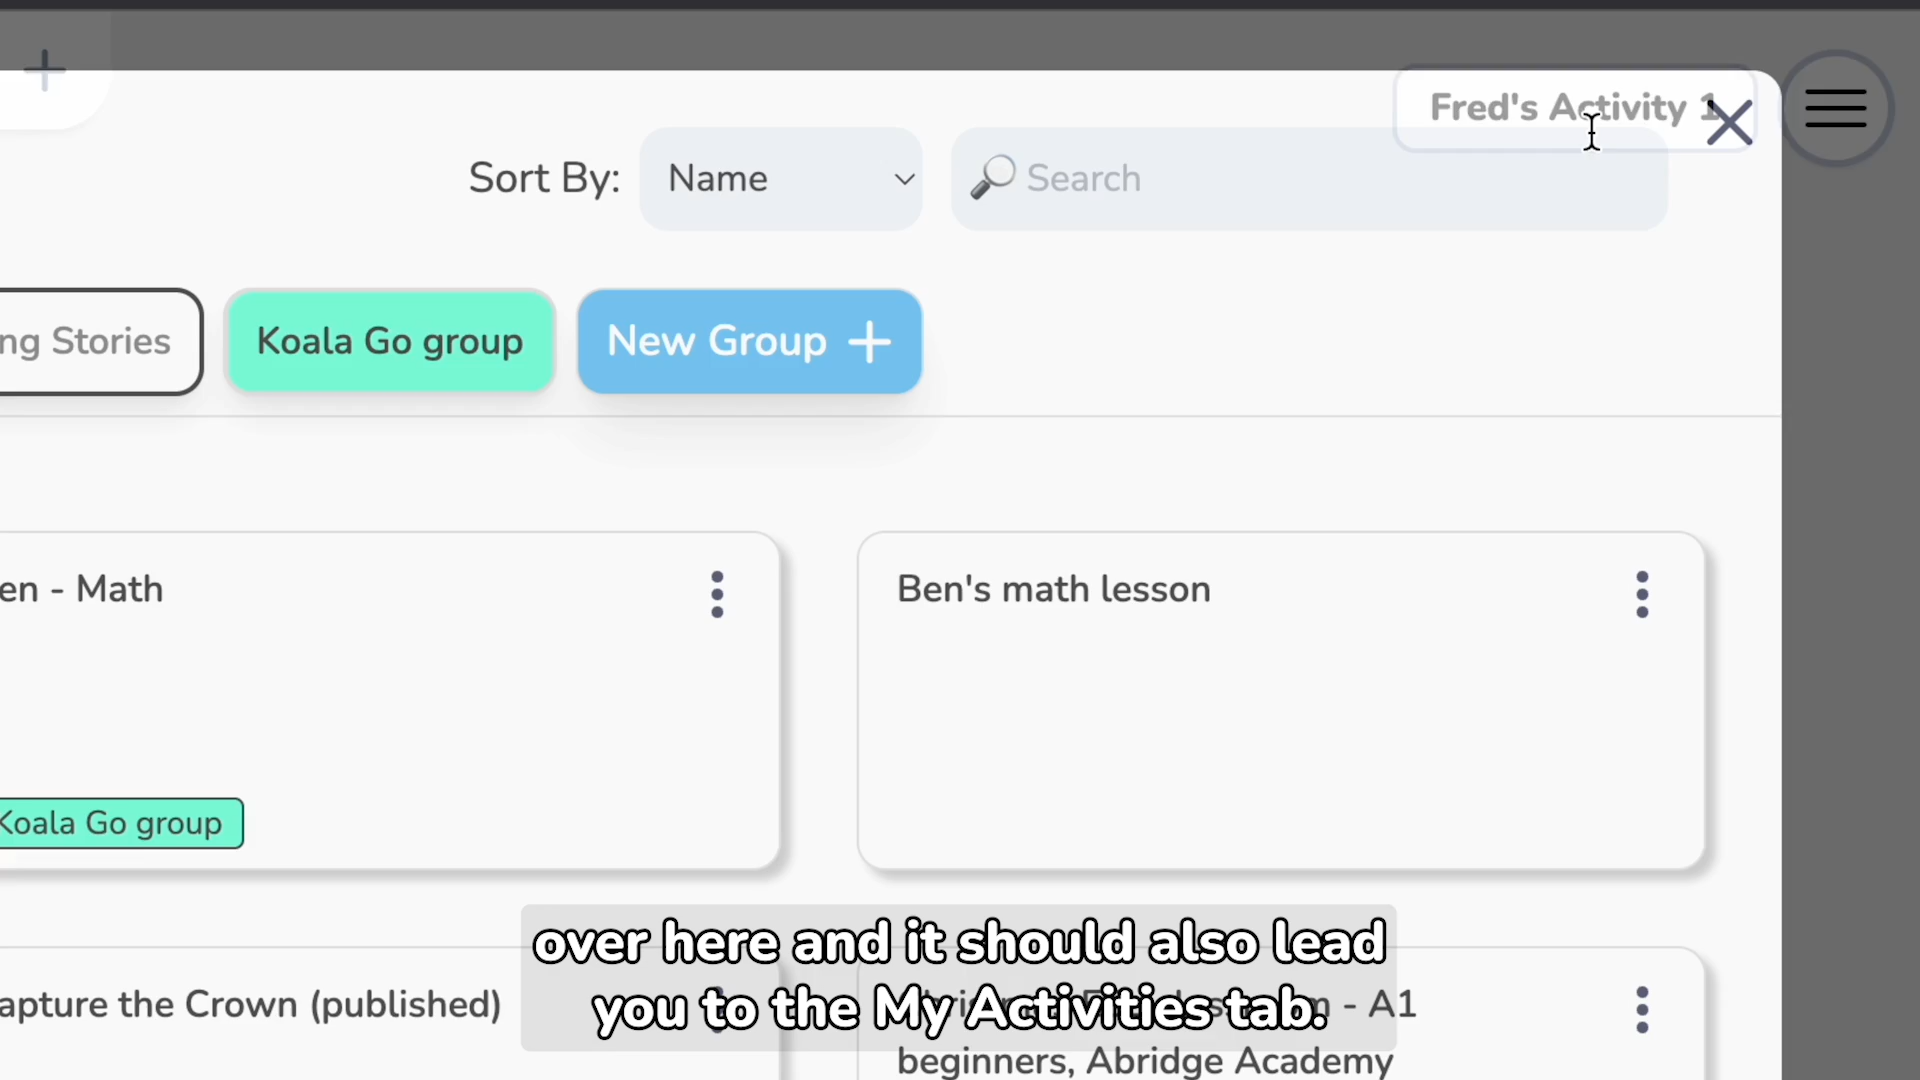 Fred's Activity 1
Sort By: Name Search
ng Stories Koala Go group New Group +
en - Math Ben's math lesson
Koala Go group
over here and it should also lead
you to the My Activities tab.
apture the Crown (published) - A1
beginners, Abridge Academy